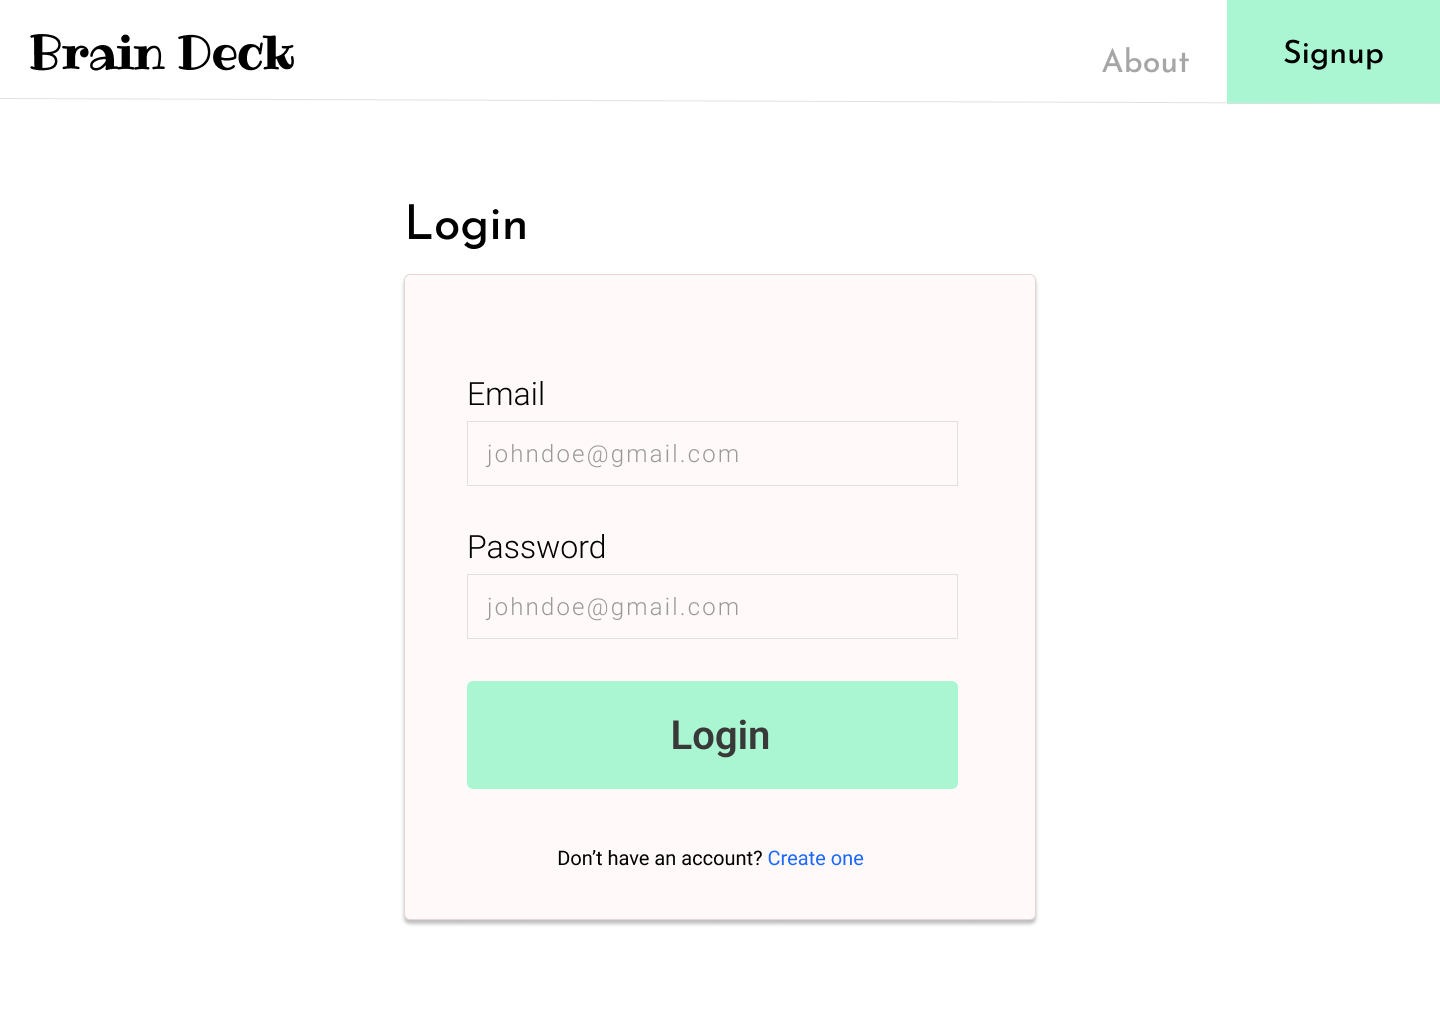 Brain Deck
About
Signup
Login
Email
johndoe@gmail.com
Password
johndoe@gmail.com
Login
Don’t have an account? Create one